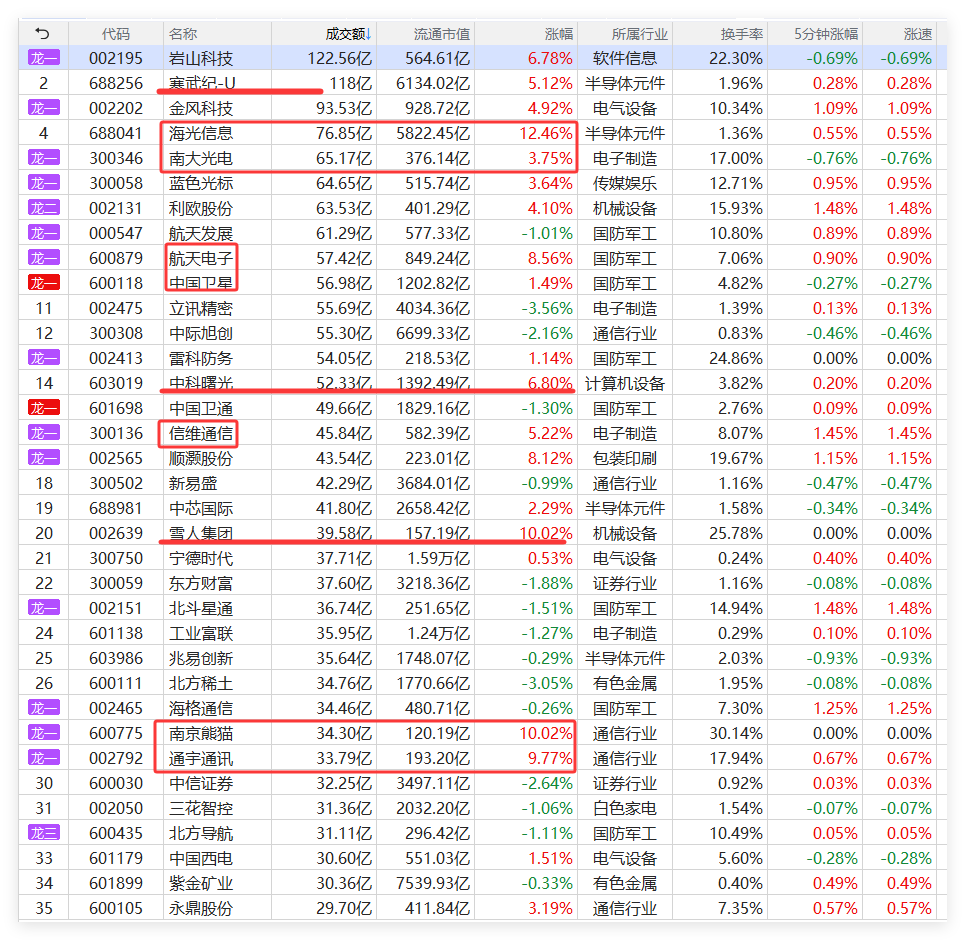 代码 名称 成交额↓ 流通市值 涨幅 所属行业 换手率 5分钟涨幅 涨速
龙一 002195 岩山科技 122.56亿 564.61亿 6.78% 软件信息 22.30% -0.69% -0.69%
2 688256 寒武纪-U 118亿 6134.02亿 5.12% 半导体元件 1.96% 0.28% 0.28%
龙一 002202 金风科技 93.53亿 928.72亿 4.92% 电气设备 10.34% 1.09% 1.09%
4 688041 海光信息 76.85亿 5822.45亿 12.46% 半导体元件 1.36% 0.55% 0.55%
龙一 300346 南大光电 65.17亿 376.14亿 3.75% 电子制造 17.00% -0.76% -0.76%
龙一 300058 蓝色光标 64.65亿 515.74亿 3.64% 传媒娱乐 12.71% 0.95% 0.95%
龙二 002131 利欧股份 63.53亿 401.29亿 4.10% 机械设备 15.93% 1.48% 1.48%
龙一 000547 航天发展 61.29亿 577.33亿 -1.01% 国防军工 10.80% 0.89% 0.89%
龙一 600879 航天电子 57.42亿 849.24亿 8.56% 国防军工 7.06% 0.90% 0.90%
龙一 600118 中国卫星 56.98亿 1202.82亿 1.49% 国防军工 4.82% -0.27% -0.27%
11 002475 立讯精密 55.69亿 4034.36亿 -3.56% 电子制造 1.39% 0.13% 0.13%
12 300308 中际旭创 55.30亿 6699.33亿 -2.16% 通信行业 0.83% -0.46% -0.46%
龙一 002413 雷科防务 54.05亿 218.53亿 1.14% 国防军工 24.86% 0.00% 0.00%
14 603019 中科曙光 52.33亿 1392.49亿 6.80% 计算机设备 3.82% 0.20% 0.20%
龙一 601698 中国卫通 49.66亿 1829.16亿 -1.30% 国防军工 2.76% 0.09% 0.09%
龙一 300136 信维通信 45.84亿 582.39亿 5.22% 电子制造 8.07% 1.45% 1.45%
龙一 002565 顺灏股份 43.54亿 223.01亿 8.12% 包装印刷 19.67% 1.15% 1.15%
18 300502 新易盛 42.29亿 3684.01亿 -0.99% 通信行业 1.16% -0.47% -0.47%
19 688981 中芯国际 41.80亿 2658.42亿 2.29% 半导体元件 1.58% -0.34% -0.34%
20 002639 雪人集团 39.58亿 157.19亿 10.02% 机械设备 25.78% 0.00% 0.00%
21 300750 宁德时代 37.71亿 1.59万亿 0.53% 电气设备 0.24% 0.40% 0.40%
22 300059 东方财富 37.60亿 3218.36亿 -1.88% 证券行业 1.16% -0.08% -0.08%
龙一 002151 北斗星通 36.74亿 251.65亿 -1.51% 国防军工 14.94% 1.48% 1.48%
24 601138 工业富联 35.95亿 1.24万亿 -1.27% 电子制造 0.29% 0.10% 0.10%
25 603986 兆易创新 35.64亿 1748.07亿 -0.29% 半导体元件 2.03% -0.93% -0.93%
26 600111 北方稀土 34.76亿 1770.66亿 -3.05% 有色金属 1.95% -0.08% -0.08%
龙一 002465 海格通信 34.46亿 480.71亿 -0.26% 国防军工 7.30% 1.25% 1.25%
龙一 600775 南京熊猫 34.30亿 120.19亿 10.02% 通信行业 30.14% 0.00% 0.00%
龙一 002792 通宇通讯 33.79亿 193.20亿 9.77% 通信行业 17.94% 0.67% 0.67%
30 600030 中信证券 32.25亿 3497.11亿 -2.64% 证券行业 0.92% 0.03% 0.03%
31 002050 三花智控 31.36亿 2032.20亿 -1.06% 白色家电 1.54% -0.07% -0.07%
龙三 600435 北方导航 31.11亿 296.42亿 -1.11% 国防军工 10.49% 0.05% 0.05%
33 601179 中国西电 30.60亿 551.03亿 1.51% 电气设备 5.60% -0.28% -0.28%
34 601899 紫金矿业 30.36亿 7539.93亿 -0.33% 有色金属 0.40% 0.49% 0.49%
35 600105 永鼎股份 29.70亿 411.84亿 3.19% 通信行业 7.35% 0.57% 0.57%